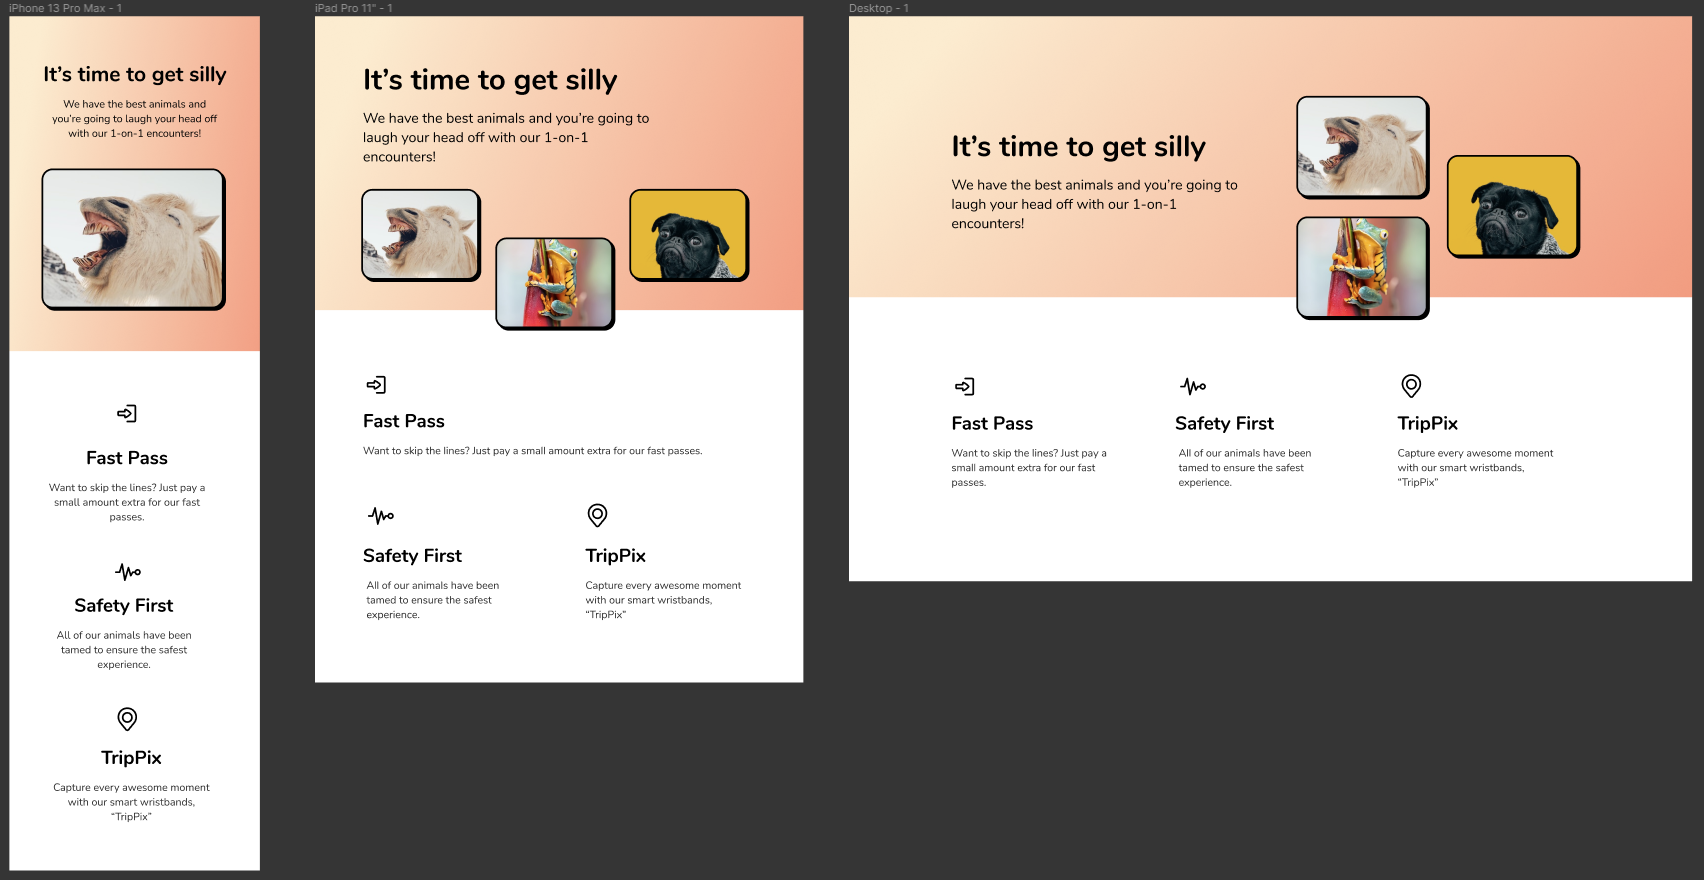 iPhone 13 Pro Max - 1
It’s time to get silly
We have the best animals and
you’re going to laugh your head off
with our 1-on-1 encounters!
Fast Pass
Want to skip the lines? Just pay a
small amount extra for our fast
passes.
Safety First
All of our animals have been
tamed to ensure the safest
experience.
TripPix
Capture every awesome moment
with our smart wristbands,
“TripPix”
iPad Pro 11" - 1
It’s time to get silly
We have the best animals and you’re going to
laugh your head off with our 1-on-1
encounters!
Fast Pass
Want to skip the lines? Just pay a small amount extra for our fast passes.
Safety First
All of our animals have been
tamed to ensure the safest
experience.
TripPix
Capture every awesome moment
with our smart wristbands,
“TripPix”
Desktop - 1
It’s time to get silly
We have the best animals and you’re going to
laugh your head off with our 1-on-1
encounters!
Fast Pass
Want to skip the lines? Just pay a
small amount extra for our fast
passes.
Safety First
All of our animals have been
tamed to ensure the safest
experience.
TripPix
Capture every awesome moment
with our smart wristbands,
“TripPix”